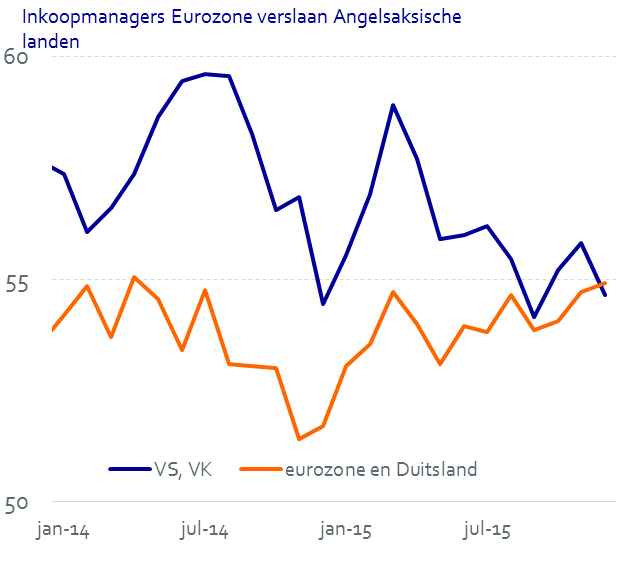 Inkoopmanagers Eurozone verslaan Angelsaksische
landen
60
55
50
VS, VK
eurozone en Duitsland
jan-14
jul-14
jan-15
jul-15